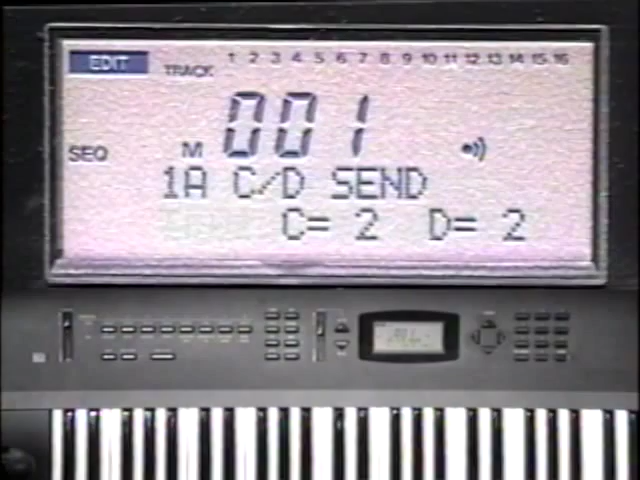 EDIT TRACK 1 2 3 4 5 6 7 8 9 10 11 12 13 14 15 16
SEQ M 001
1A C/D SEND
C= 2 D= 2